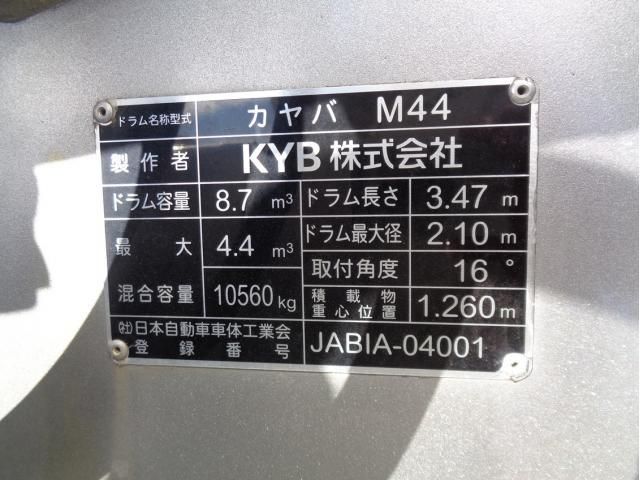 ドラム名称型式 カヤバ M44
製作者 KYB株式会社
ドラム容量 8.7 m³ ドラム長さ 3.47 m
最大 4.4 m³ ドラム最大径 2.10 m
混合容量 10560kg 取付角度 16°
積載物
重心位置 1.260m
(社)日本自動車車体工業会
登録番号 JABIA-04001